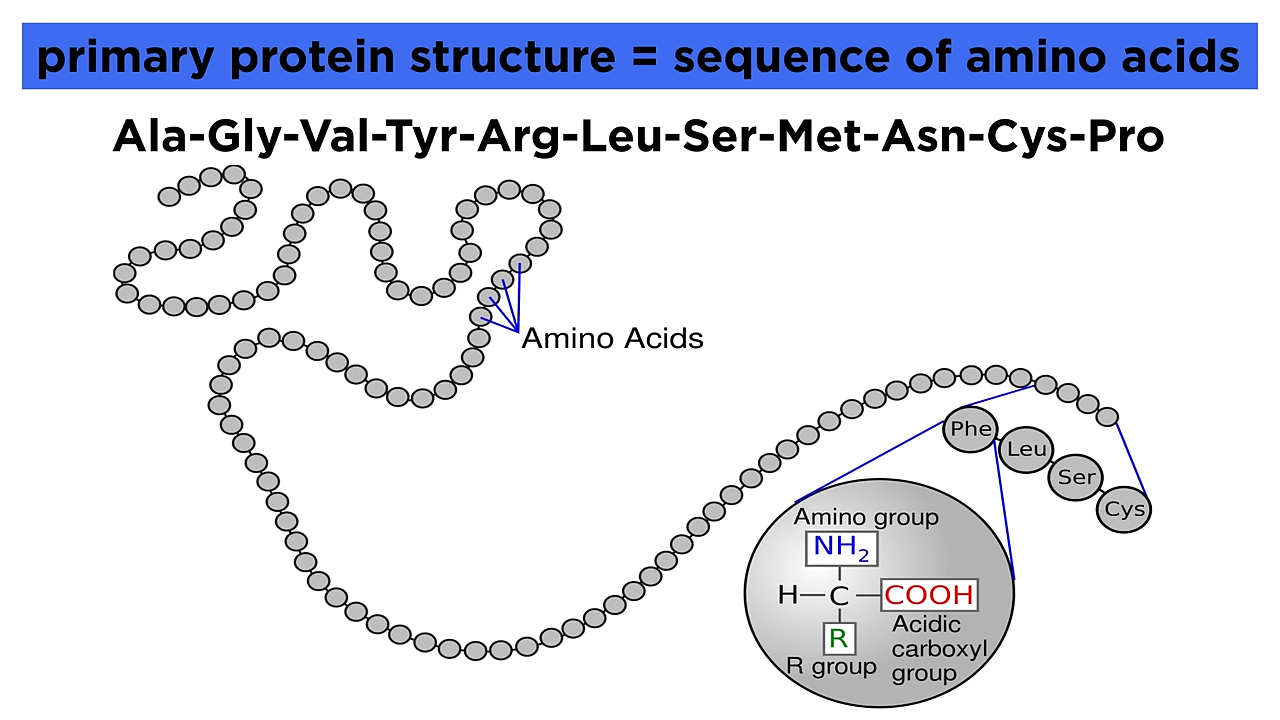 primary protein structure = sequence of amino acids
Ala-Gly-Val-Tyr-Arg-Leu-Ser-Met-Asn-Cys-Pro
Amino Acids
Phe
Leu
Ser
Cys
Amino group
NH₂
H C COOH
R
Acidic
carboxyl
group
R group